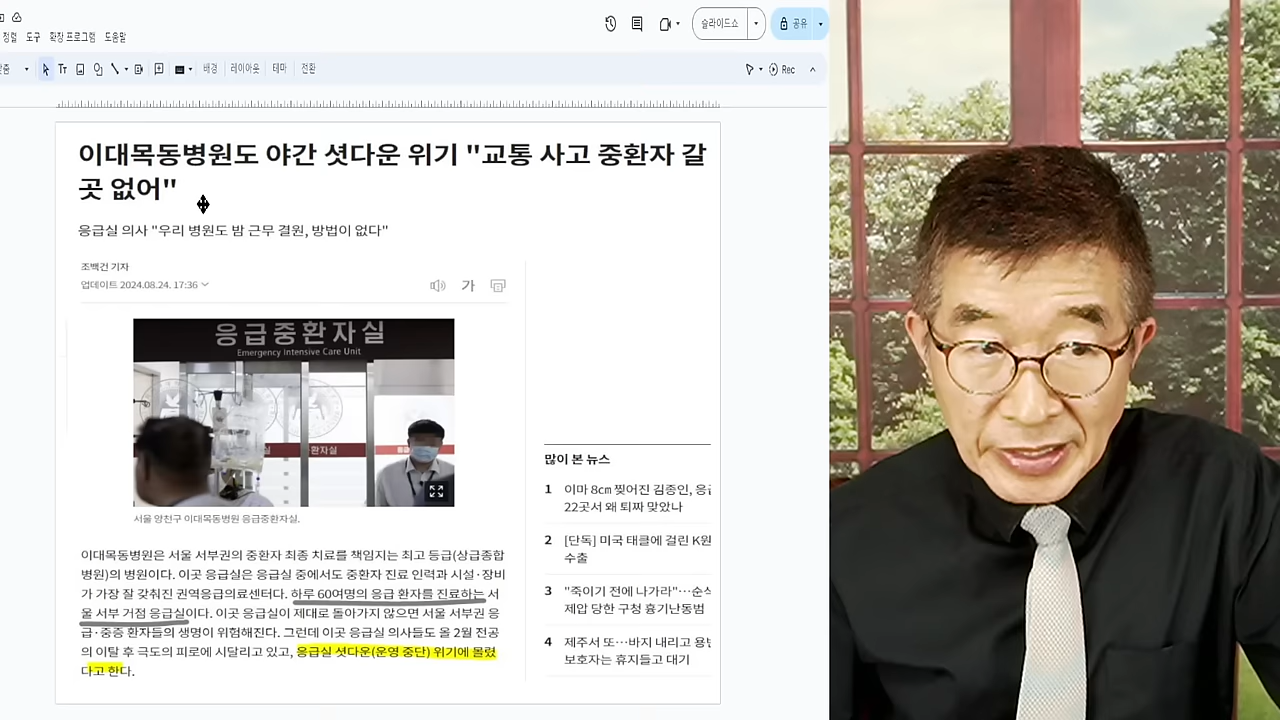 정렬 도구 확장 프로그램 도움말
슬라이드쇼
공유
배경 레이아웃 테마 전환
Rec
이대목동병원도 야간 셧다운 위기 "교통 사고 중환자 갈
곳 없어"
응급실 의사 "우리 병원도 밤 근무 결원, 방법이 없다"
조백건 기자
업데이트 2024.08.24. 17:36
가
응급중환자실
Emergency Intensive Care Unit
환자실
서울 양천구 이대목동병원 응급중환자실.
이대목동병원은 서울 서부권의 중환자 최종 치료를 책임지는 최고 등급(상급종합
병원)의 병원이다. 이곳 응급실은 응급실 중에서도 중환자 진료 인력과 시설·장비
가 가장 잘 갖춰진 권역응급의료센터다. 하루 60여명의 응급 환자를 진료하는 서
울 서부 거점 응급실이다. 이곳 응급실이 제대로 돌아가지 않으면 서울 서부권 응
급·중증 환자들의 생명이 위험해진다. 그런데 이곳 응급실 의사들도 올 2월 전공
의 이탈 후 극도의 피로에 시달리고 있고, 응급실 셧다운(운영 중단) 위기에 몰렸
다고 한다.
많이 본 뉴스
1 이마 8㎝ 찢어진 김종인, 응급
22곳서 왜 퇴짜 맞았나
2 [단독] 미국 태클에 걸린 K원
수출
3 "죽이기 전에 나가라"…순식
제압 당한 구청 흉기난동범
4 제주서 또…바지 내리고 용변
보호자는 휴지들고 대기